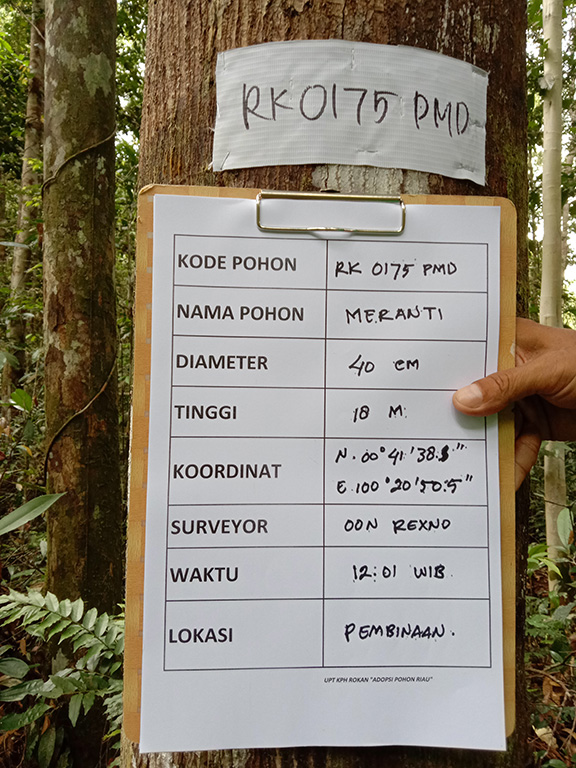 RK0175 PMD
KODE POHON RK 0175 PMD
NAMA POHON MERANTI
DIAMETER 40 cm
TINGGI 18 M.
KOORDINAT N. 00° 41' 38.5"
E. 100° 20' 50.5"
SURVEYOR OON REXNO
WAKTU 12:01 WIB.
LOKASI PEMBINAAN.
UPT KPH ROKAN "ADOPSI POHON RIAU"